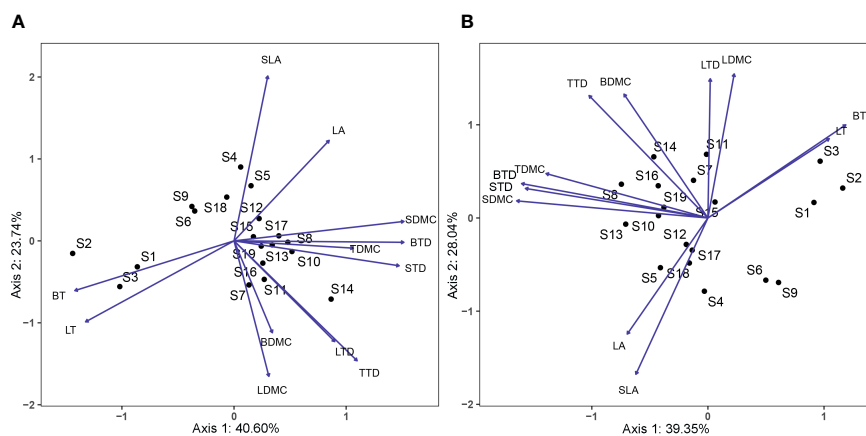 A
B
Axis 2: 23.74%
2
1
0
−1
−2
SLA
LA
S4
S5
S9
S18
S12
S6
S15
S17
SDMC
S2
S1
S8
BTD
TDMC
S3
S19
S13
S10
STD
BT
S16
S7
S11
S14
LT
BDMC
LTD
TTD
LDMC
−1
0
1
Axis 1: 40.60%
Axis 2: 28.04%
1
0
−1
−2
LTD
LDMC
TTD
BDMC
BT
LT
S14
S11
S3
TDMC
S16
S7
S2
BTD
STD
S8
S19
SDMC
S15
S1
S10
S13
S12
S17
S5
S18
S6
S4
S9
LA
SLA
−1
0
1
Axis 1: 39.35%